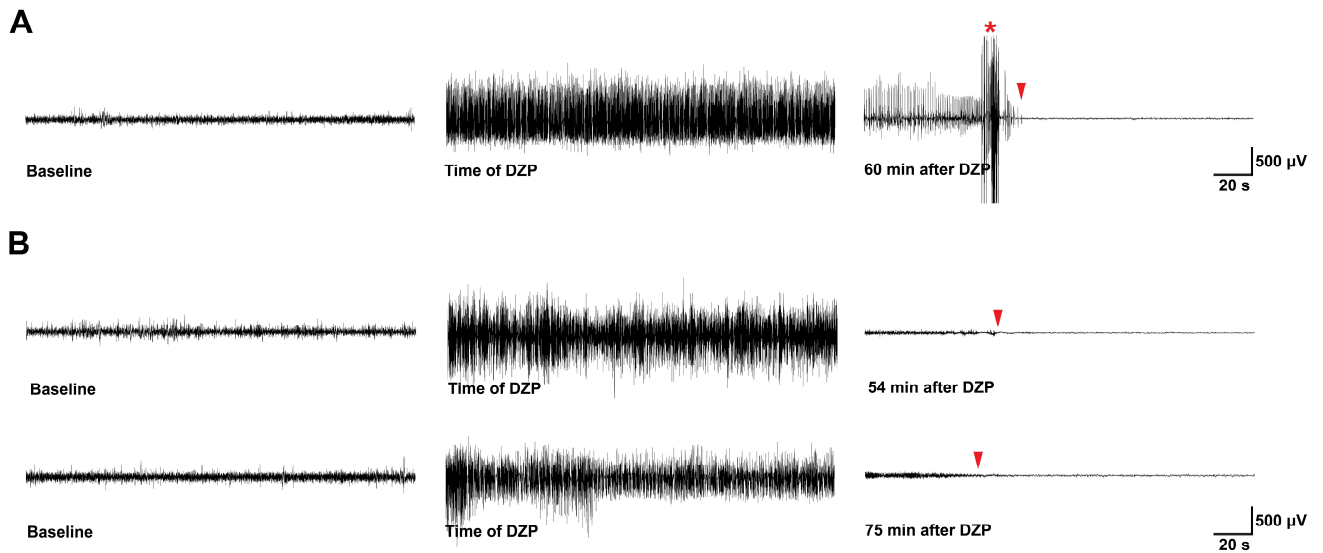 A
*
Baseline
Time of DZP
60 min after DZP
500 µV
20 s
B
Baseline
Time of DZP
54 min after DZP
Baseline
Time of DZP
75 min after DZP
500 µV
20 s